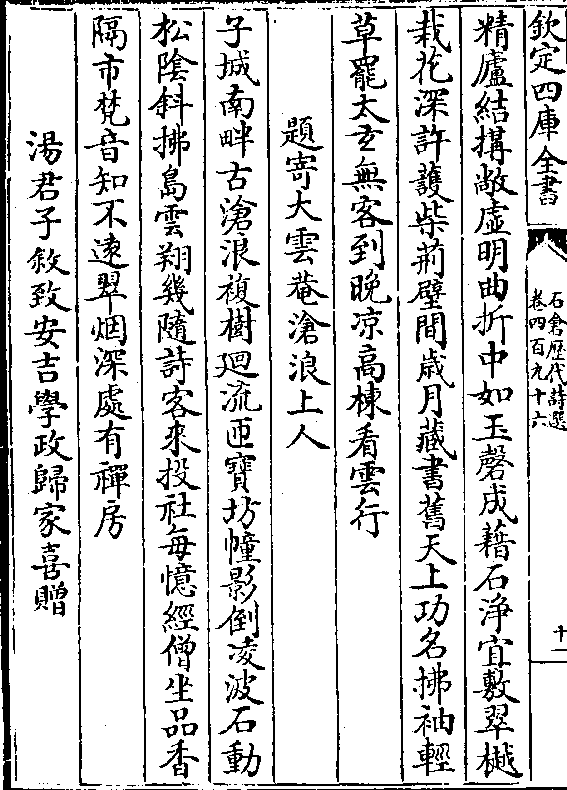 欽定四庫全書
石倉歷代詩選
卷四百九十六
十一
精廬結搆敞虛明曲折中如玉磬成藉石淨宜敷翠樾
栽花深許護柴荊壁間歲月藏書舊天上功名拂袖輕
草罷太玄無客到晚凉高棟看雲行
題寄大雲菴滄浪上人
子城南畔古滄浪複樹廻流匝寶坊幢影倒凌波石動
松陰斜拂島雲翔幾隨詩客來投社每憶經僧坐品香
隔市梵音知不遠翠烟深處有禪房
湯君子敘致安吉學政歸家喜贈